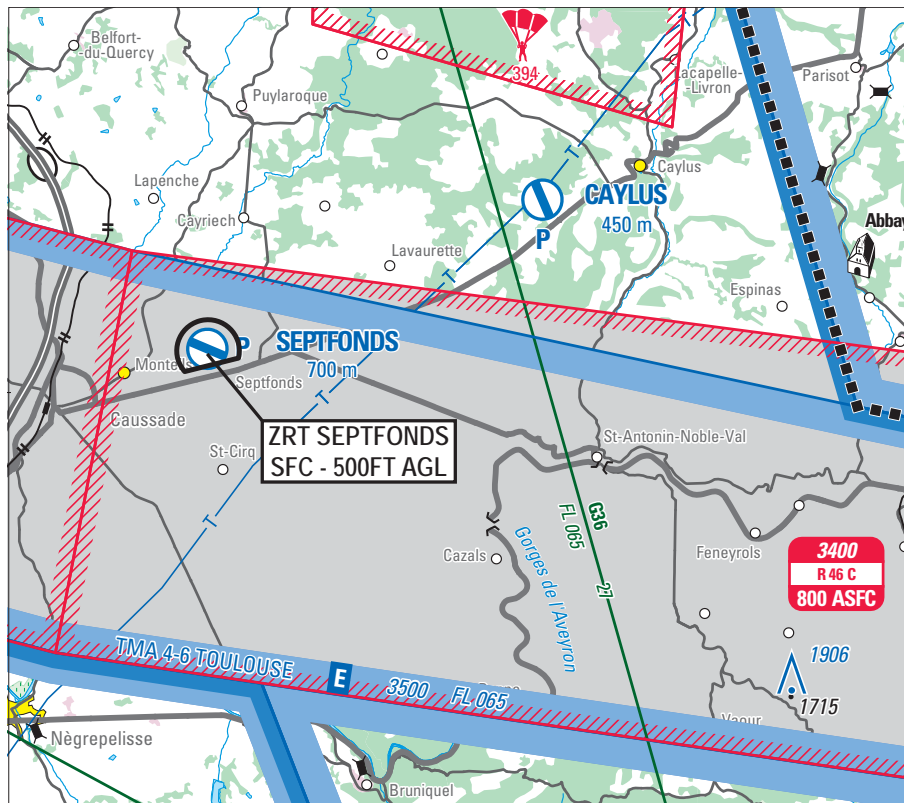 Belfort-
-du-Quercy
394
Lacapelle-
-Livron
Parisot
Puylaroque
T
Caylus
Lapenche
CAYLUS
450 m
P
Cayriech
Abbay
Lavaurette
T
Espinas
P
SEPTFONDS
700 m
T
Monteils
Septfonds
Caussade
ZRT SEPTFONDS
SFC - 500FT AGL
St-Cirq
St-Antonin-Noble-Val
T
G36
FL 065
27
Gorges de l'Aveyron
Cazals
Feneyrols
3400
R 46 C
800 ASFC
TMA 4-6 TOULOUSE
E
3500 FL 065
1906
1715
Vaour
Nègrepelisse
Bruniquel